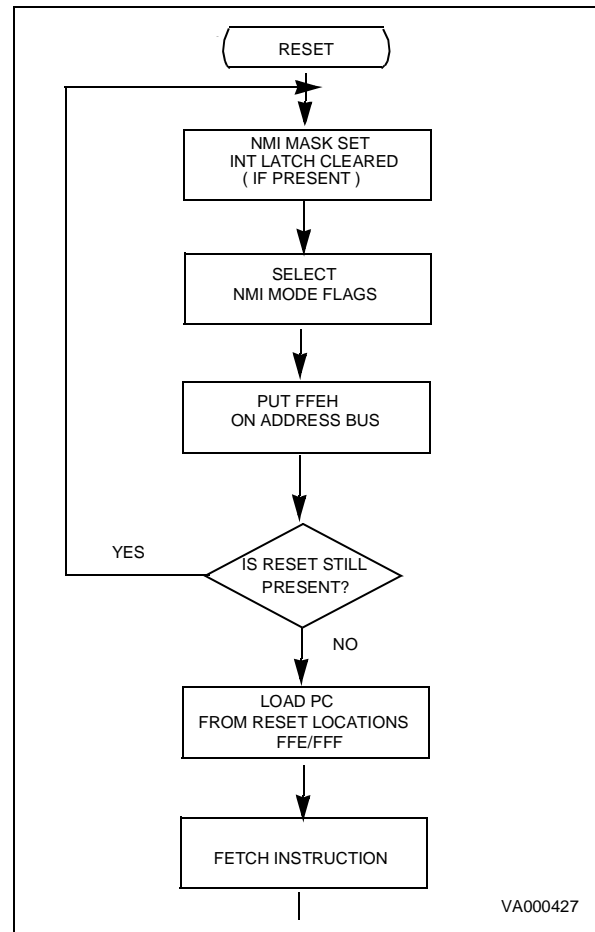 RESET
NMI MASK SET
INT LATCH CLEARED
( IF PRESENT )
SELECT
NMI MODE FLAGS
PUT FFEH
ON ADDRESS BUS
YES
IS RESET STILL
PRESENT?
NO
LOAD PC
FROM RESET LOCATIONS
FFE/FFF
FETCH INSTRUCTION
VA000427